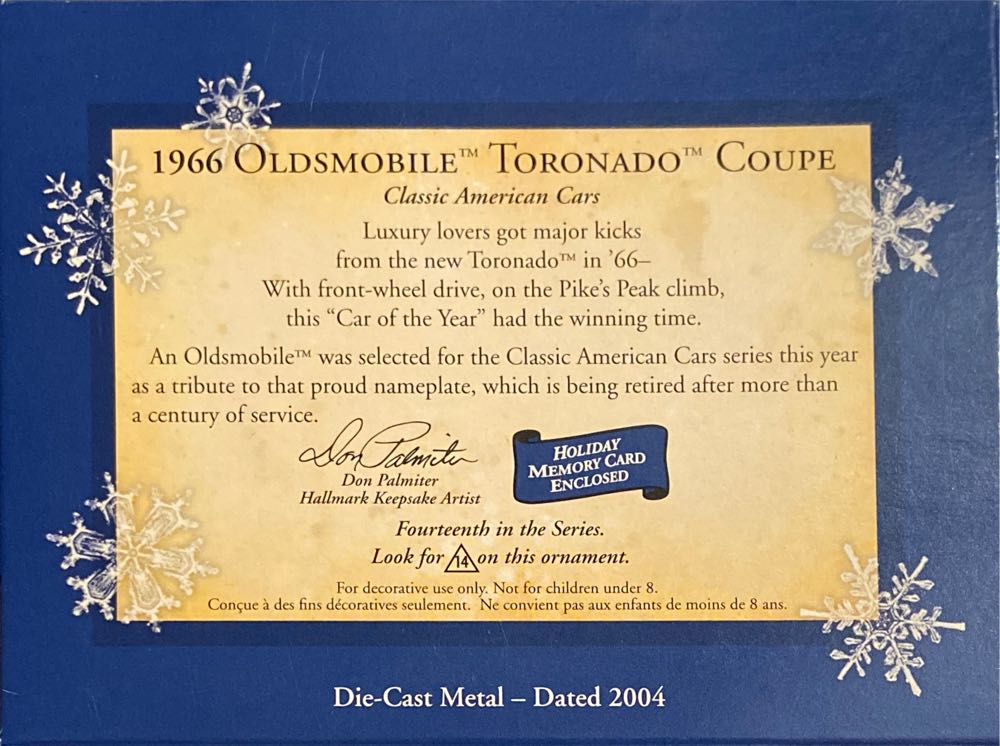 1966 OLDSMOBILE™ TORONADO™ COUPE
Classic American Cars
Luxury lovers got major kicks
from the new Toronado™ in ’66–
With front-wheel drive, on the Pike’s Peak climb,
this “Car of the Year” had the winning time.
An Oldsmobile™ was selected for the Classic American Cars series this year
as a tribute to that proud nameplate, which is being retired after more than
a century of service.
Don Palmiter
Don Palmiter
Hallmark Keepsake Artist
HOLIDAY
MEMORY CARD
ENCLOSED
Fourteenth in the Series.
Look for 14 on this ornament.
For decorative use only. Not for children under 8.
Conçue à des fins décoratives seulement. Ne convient pas aux enfants de moins de 8 ans.
Die-Cast Metal – Dated 2004